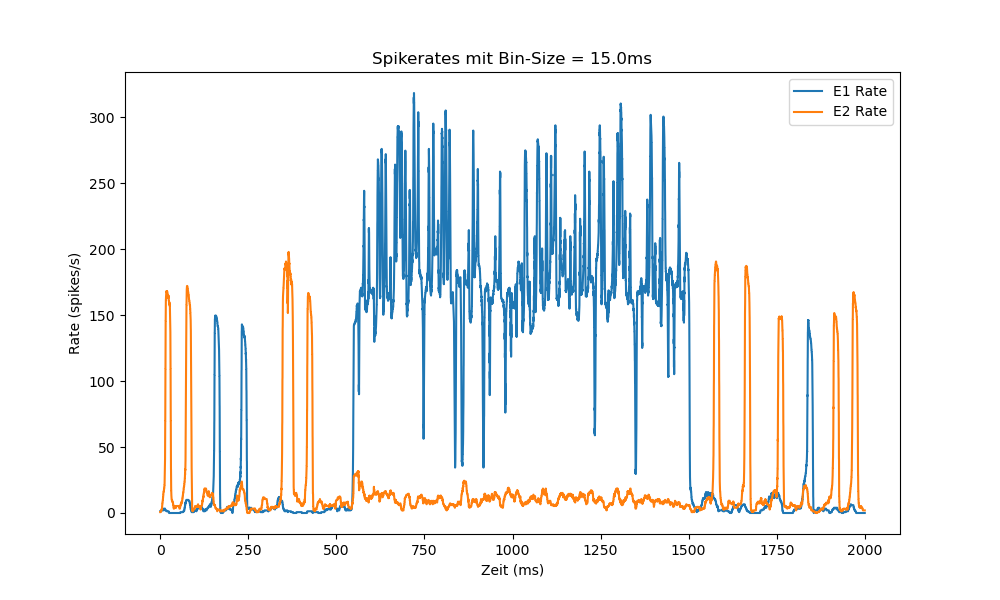 Spikerates mit Bin-Size = 15.0ms
E1 Rate
E2 Rate
Rate (spikes/s)
300
250
200
150
100
50
0
0 250 500 750 1000 1250 1500 1750 2000
Zeit (ms)